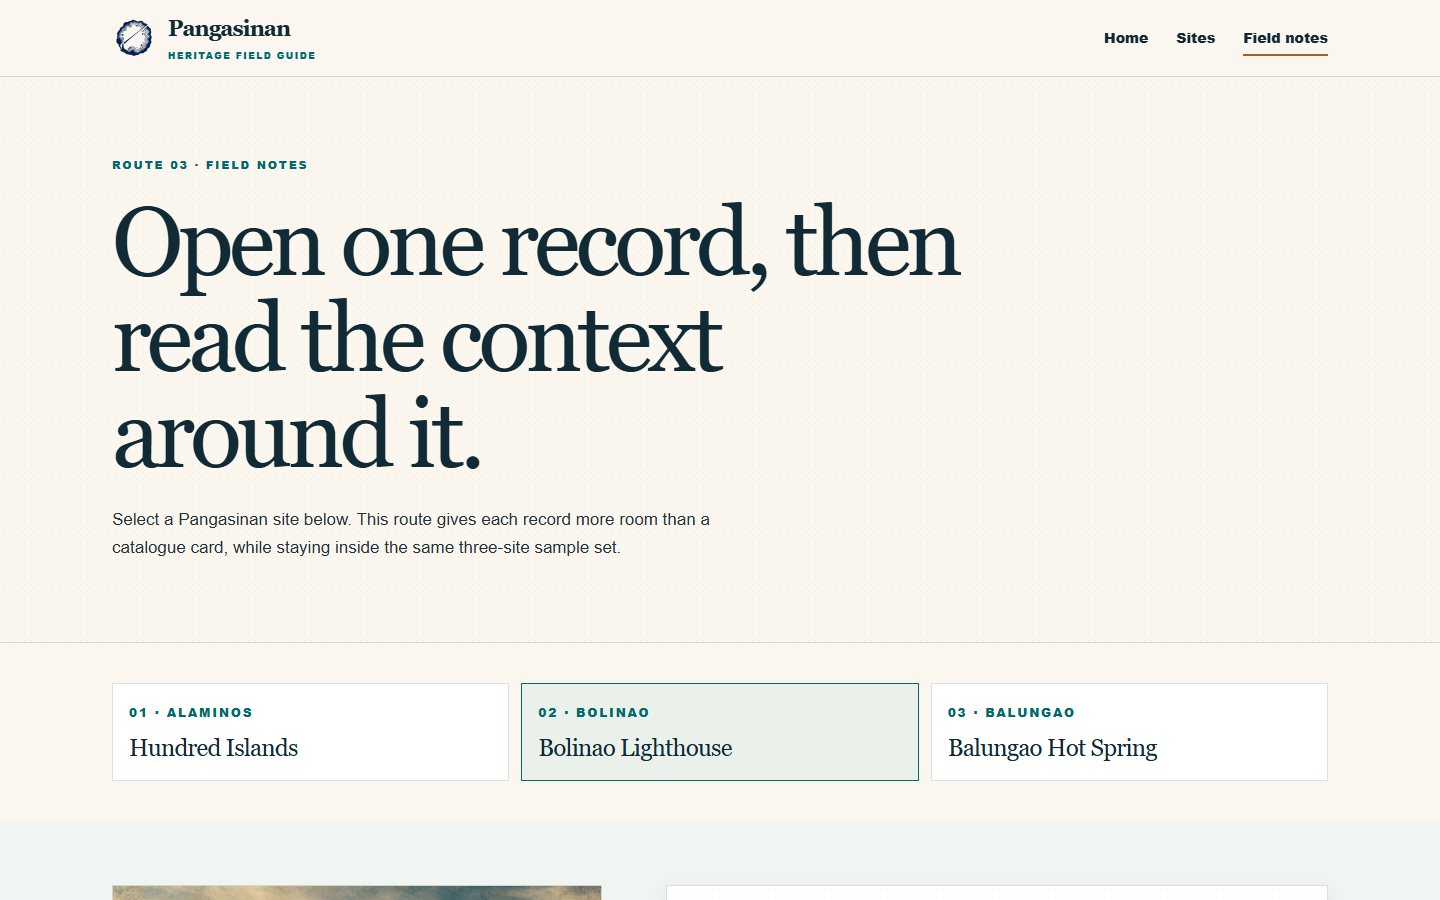 Pangasinan
HERITAGE FIELD GUIDE
Home
Sites
Field notes
ROUTE 03 · FIELD NOTES
Open one record, then
read the context
around it.
Select a Pangasinan site below. This route gives each record more room than a
catalogue card, while staying inside the same three-site sample set.
01 · ALAMINOS
Hundred Islands
02 · BOLINAO
Bolinao Lighthouse
03 · BALUNGAO
Balungao Hot Spring